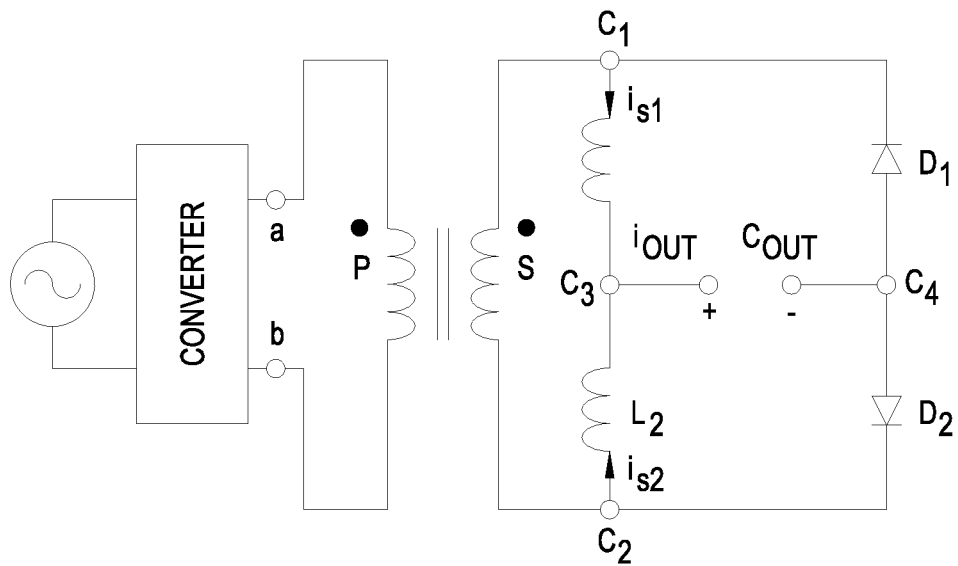 C1
is1
D1
a
P
S
iOUT
COUT
C3
C4
+
-
CONVERTER
b
L2
D2
is2
C2